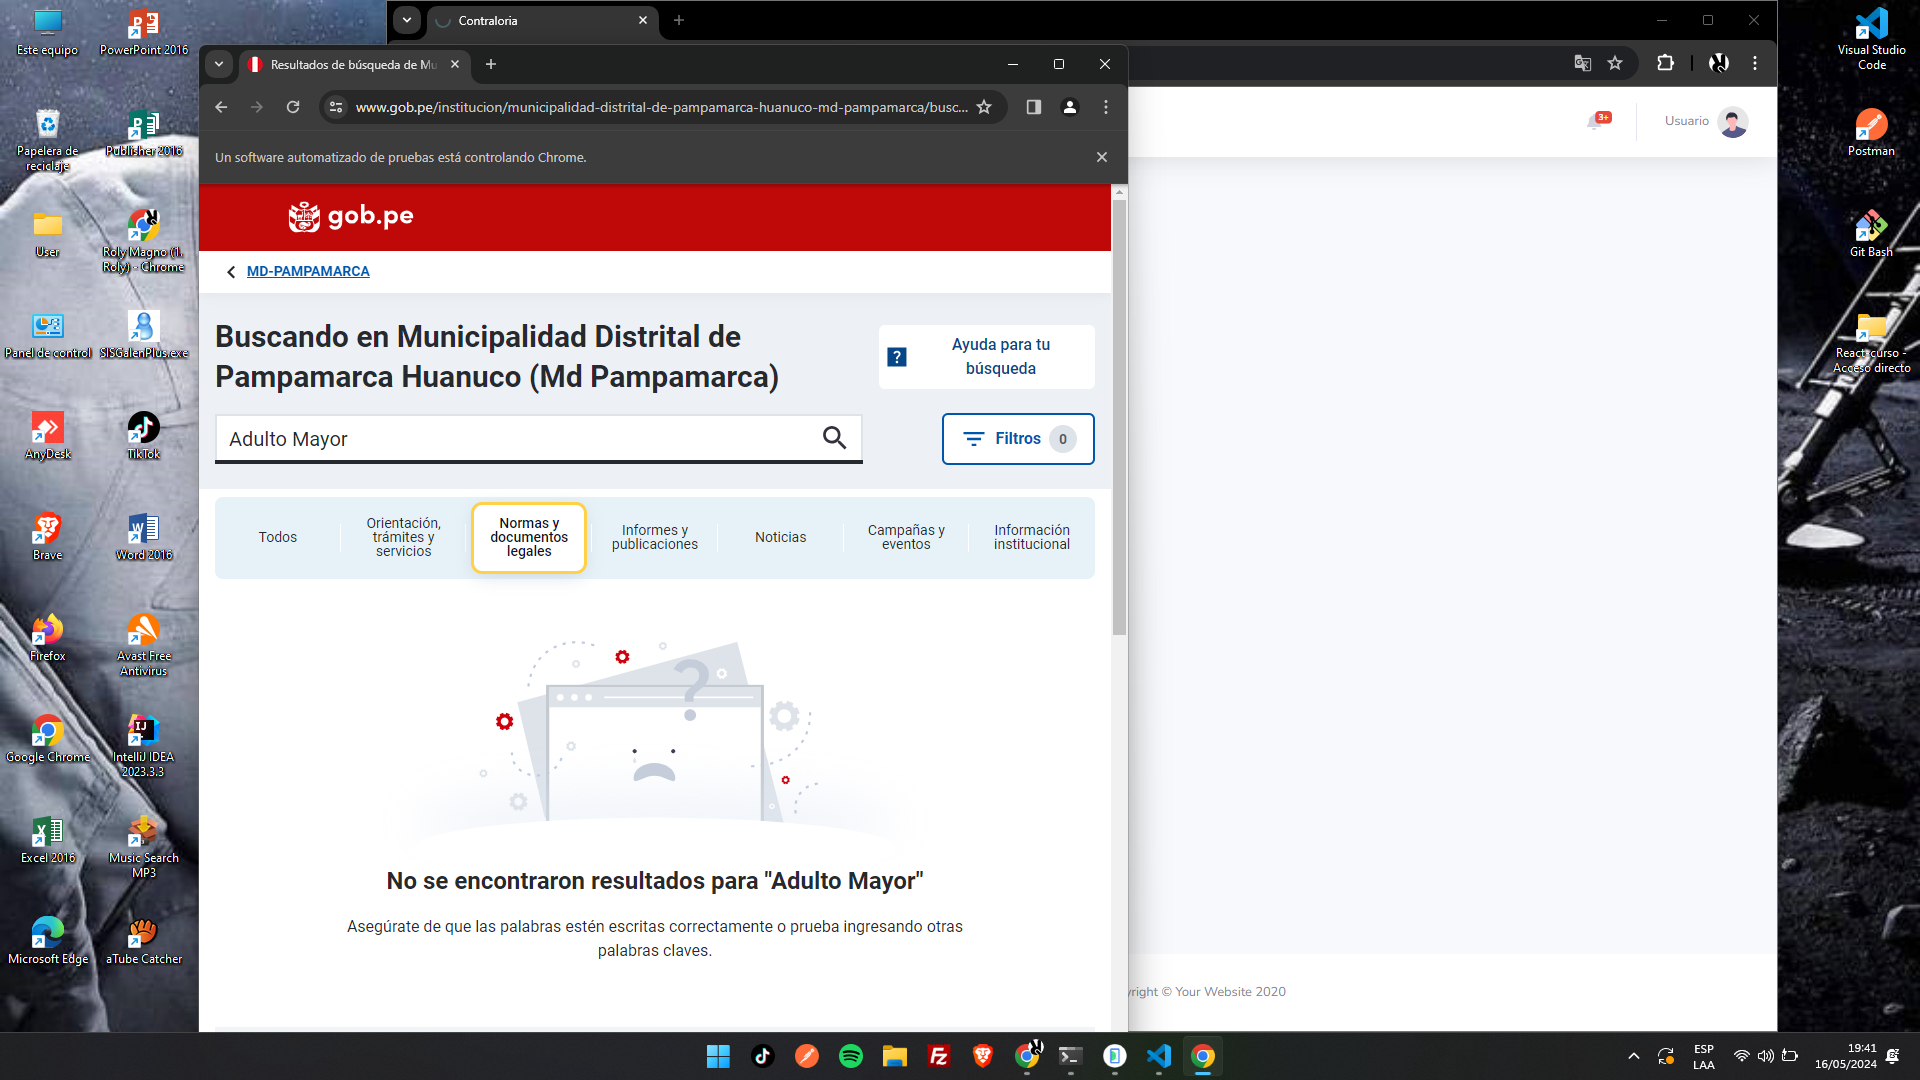 Este equipo
PowerPoint 2016
Papelera de
reciclaje
Publisher 2016
User
Roly Magno (1.
Roly) - Chrome
Panel de control
SISGalenPlus.exe
AnyDesk
TikTok
Brave
Word 2016
Firefox
Avast Free
Antivirus
Google Chrome
IntelliJ IDEA
2023.3.3
Excel 2016
Music Search
MP3
Microsoft Edge
aTube Catcher
Contraloria
Resultados de búsqueda de Mu
www.gob.pe/institucion/municipalidad-distrital-de-pampamarca-huanuco-md-pampamarca/busc...
Un software automatizado de pruebas está controlando Chrome.
gob.pe
MD-PAMPAMARCA
Buscando en Municipalidad Distrital de
Pampamarca Huanuco (Md Pampamarca)
? Ayuda para tu
búsqueda
Adulto Mayor
Filtros 0
Todos
Orientación,
trámites y
servicios
Normas y
documentos
legales
Informes y
publicaciones
Noticias
Campañas y
eventos
Información
institucional
?
No se encontraron resultados para "Adulto Mayor"
Asegúrate de que las palabras estén escritas correctamente o prueba ingresando otras
palabras claves.
3+
Usuario
yright © Your Website 2020
Visual Studio
Code
Postman
Git Bash
React-curso -
Acceso directo
ESP
LAA
19:41
16/05/2024